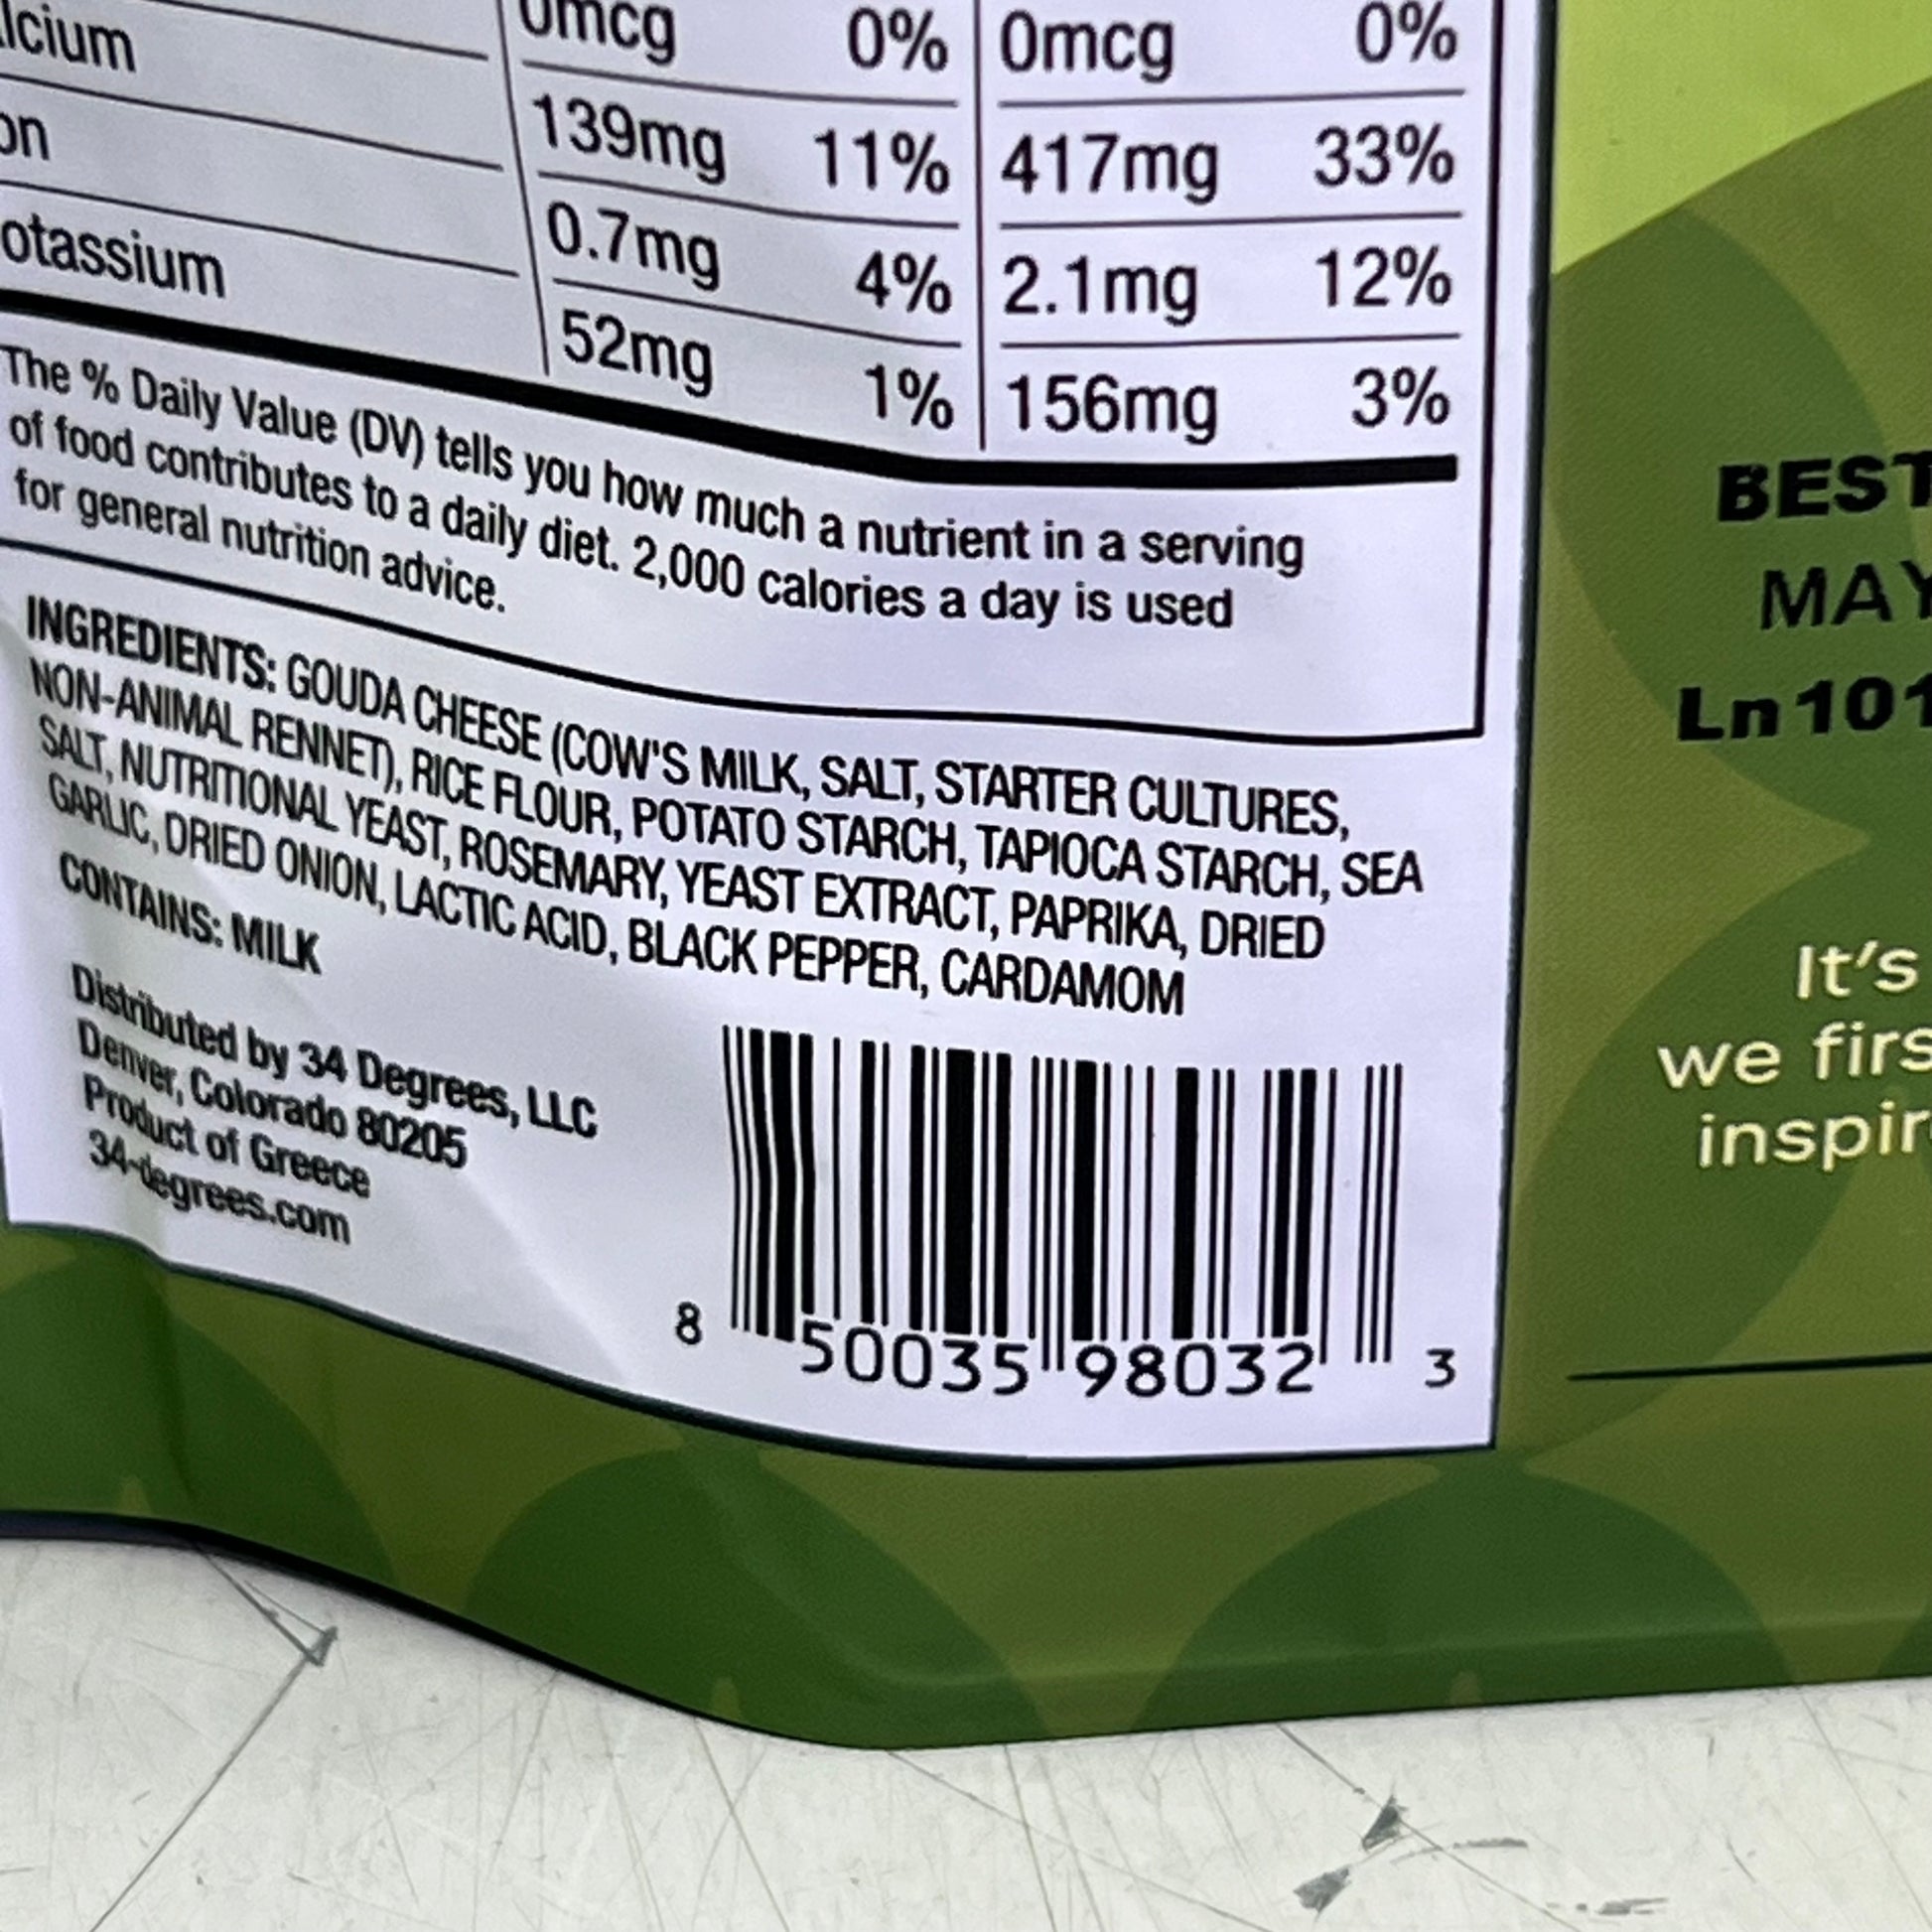 0mcg 0% 0mcg 0%
lcium 139mg 11% 417mg 33%
on 0.7mg 4% 2.1mg 12%
otassium 52mg 1% 156mg 3%
The % Daily Value (DV) tells you how much a nutrient in a serving
of food contributes to a daily diet. 2,000 calories a day is used
for general nutrition advice.
INGREDIENTS: GOUDA CHEESE (COW'S MILK, SALT, STARTER CULTURES,
NON-ANIMAL RENNET), RICE FLOUR, POTATO STARCH, TAPIOCA STARCH, SEA
SALT, NUTRITIONAL YEAST, ROSEMARY, YEAST EXTRACT, PAPRIKA, DRIED
GARLIC, DRIED ONION, LACTIC ACID, BLACK PEPPER, CARDAMOM
CONTAINS: MILK
Distributed by 34 Degrees, LLC
Denver, Colorado 80205
Product of Greece
34-degrees.com
8 50035 98032 3
BEST
MAY
Ln 101
It's
we firs
inspir